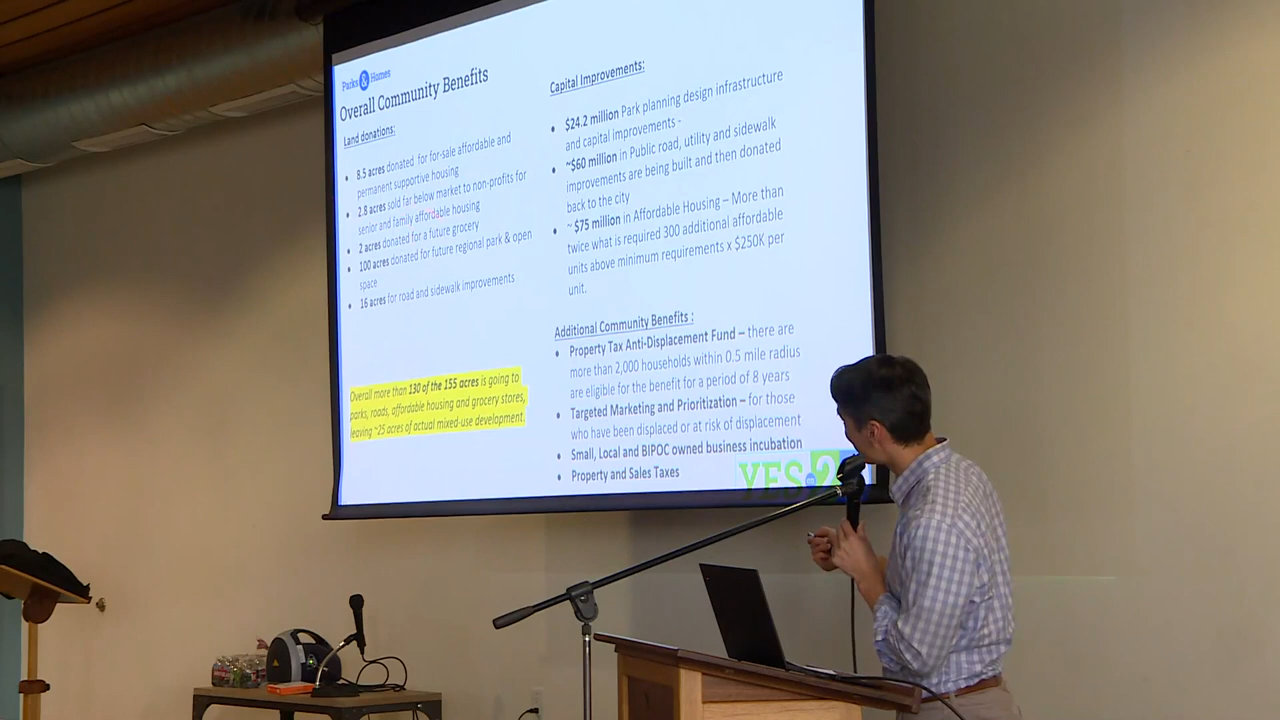 Parks & Homes
Overall Community Benefits
Land donations:
• 8.5 acres donated for for-sale affordable and
permanent supportive housing
• 2.8 acres sold far below market to non-profits for
senior and family affordable housing
• 2 acres donated for a future grocery
• 100 acres donated for future regional park & open
space
• 16 acres for road and sidewalk improvements
Overall more than 130 of the 155 acres is going to
parks, roads, affordable housing and grocery stores,
leaving ~25 acres of actual mixed-use development.
Capital Improvements:
• $24.2 million Park planning design infrastructure
and capital improvements -
• ~$60 million in Public road, utility and sidewalk
improvements are being built and then donated
back to the city
• ~ $75 million in Affordable Housing – More than
twice what is required 300 additional affordable
units above minimum requirements x $250K per
unit.
Additional Community Benefits :
• Property Tax Anti-Displacement Fund – there are
more than 2,000 households within 0.5 mile radius
are eligible for the benefit for a period of 8 years
• Targeted Marketing and Prioritization – for those
who have been displaced or at risk of displacement
• Small, Local and BIPOC owned business incubation
• Property and Sales Taxes
YES on 2